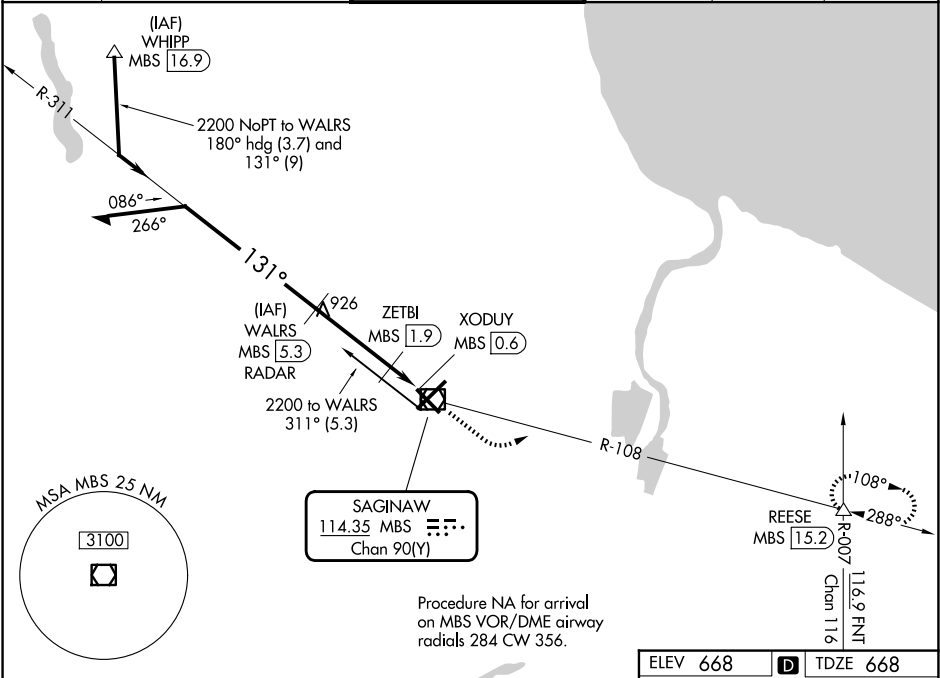 (IAF)
WHIPP
MBS 16.9
R-311
2200 NoPT to WALRS
180° hdg (3.7) and
131° (9)
086°
266°
131°
926
(IAF)
WALRS
MBS 5.3
RADAR
ZETBI
MBS 1.9
XODUY
MBS 0.6
2200 to WALRS
311° (5.3)
R-108
MSA MBS 25 NM
3100
SAGINAW
114.35 MBS
Chan 90(Y)
108°
288°
REESE
MBS 15.2
R-007
116.9 FNT
Chan 116
Procedure NA for arrival
on MBS VOR/DME airway
radials 284 CW 356.
ELEV 668 D TDZE 668